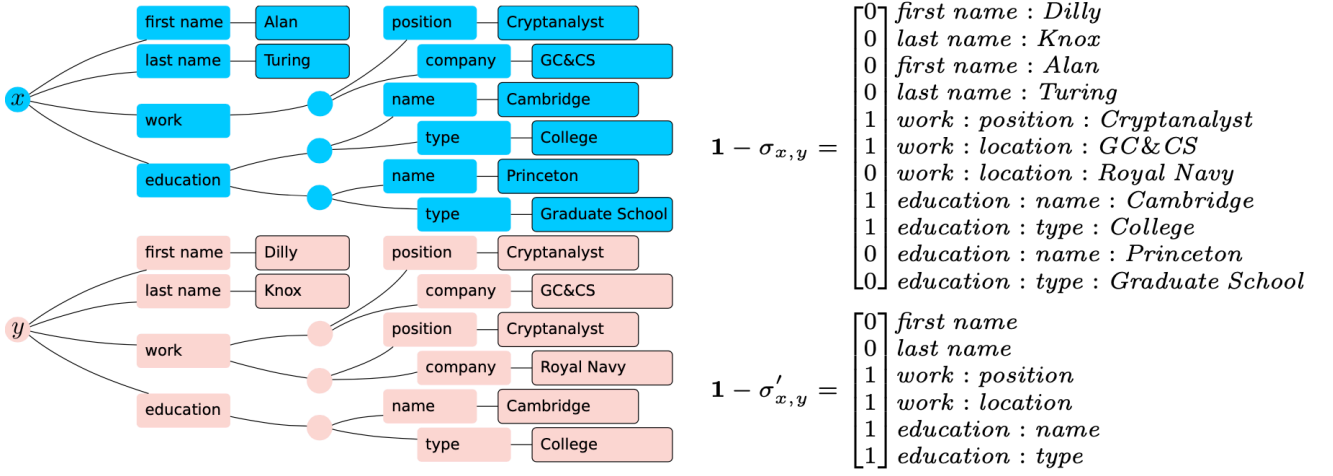 first name Alan
last name Turing
x
work
position Cryptanalyst
company GC&CS
education
name Cambridge
type College
name Princeton
type Graduate School
first name Dilly
last name Knox
y
work
position Cryptanalyst
company GC&CS
position Cryptanalyst
company Royal Navy
education
name Cambridge
type College
1 − σx,y =
0 first name : Dilly
0 last name : Knox
0 first name : Alan
0 last name : Turing
1 work : position : Cryptanalyst
1 work : location : GC&CS
0 work : location : Royal Navy
1 education : name : Cambridge
1 education : type : College
0 education : name : Princeton
0 education : type : Graduate School
1 − σ′x,y =
0 first name
0 last name
1 work : position
1 work : location
1 education : name
1 education : type